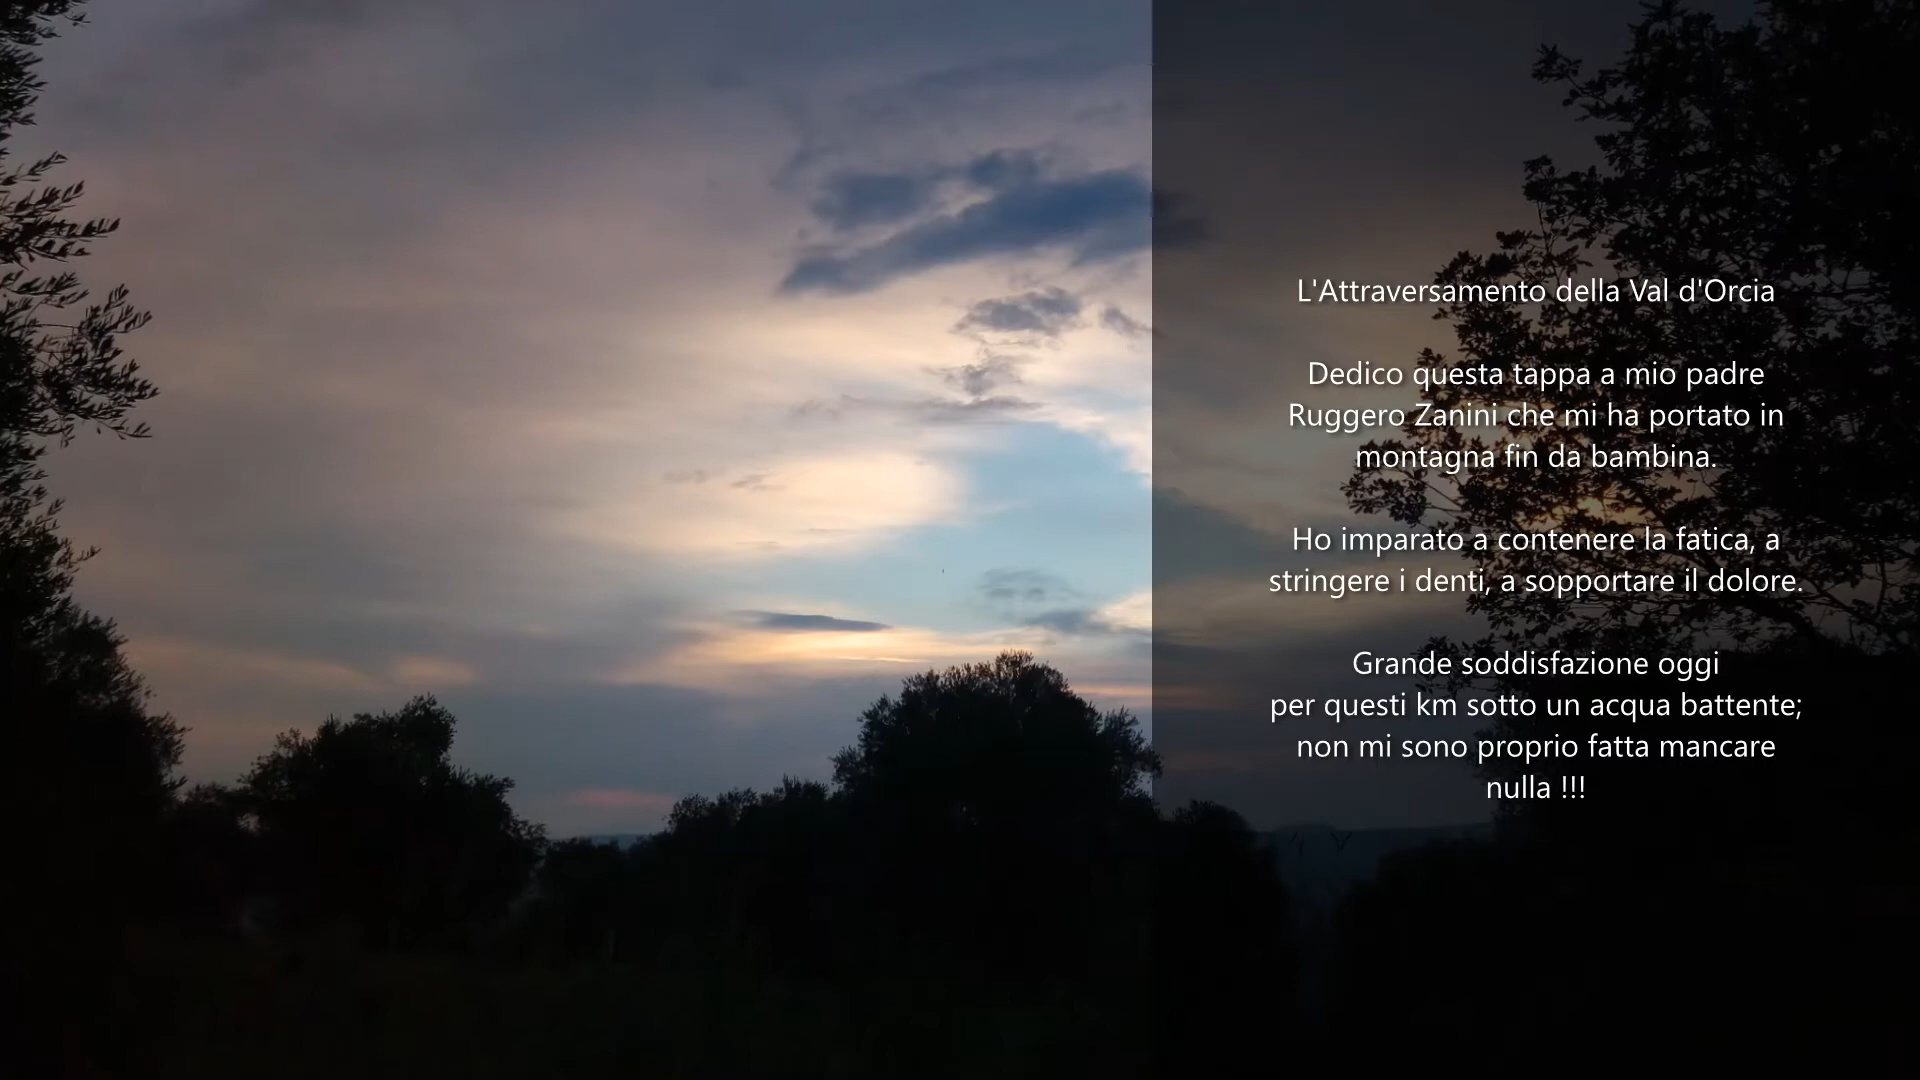 L'Attraversamento della Val d'Orcia
Dedico questa tappa a mio padre
Ruggero Zanini che mi ha portato in
montagna fin da bambina.
Ho imparato a contenere la fatica, a
stringere i denti, a sopportare il dolore.
Grande soddisfazione oggi
per questi km sotto un acqua battente;
non mi sono proprio fatta mancare
nulla !!!